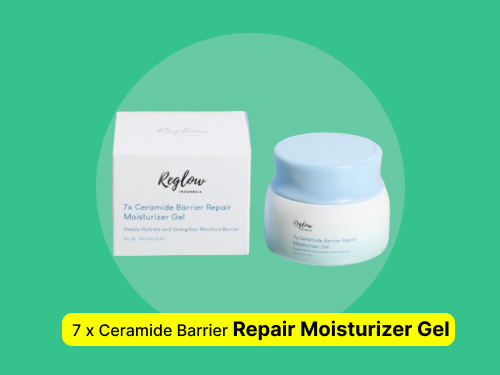 Reglow
INDONESIA
7x Ceramide Barrier Repair
Moisturizer Gel
Deeply Hydrate and Strengthen Moisture Barrier
Reglow
7x Ceramide Barrier Repair
Moisturizer Gel
7 x Ceramide Barrier Repair Moisturizer Gel